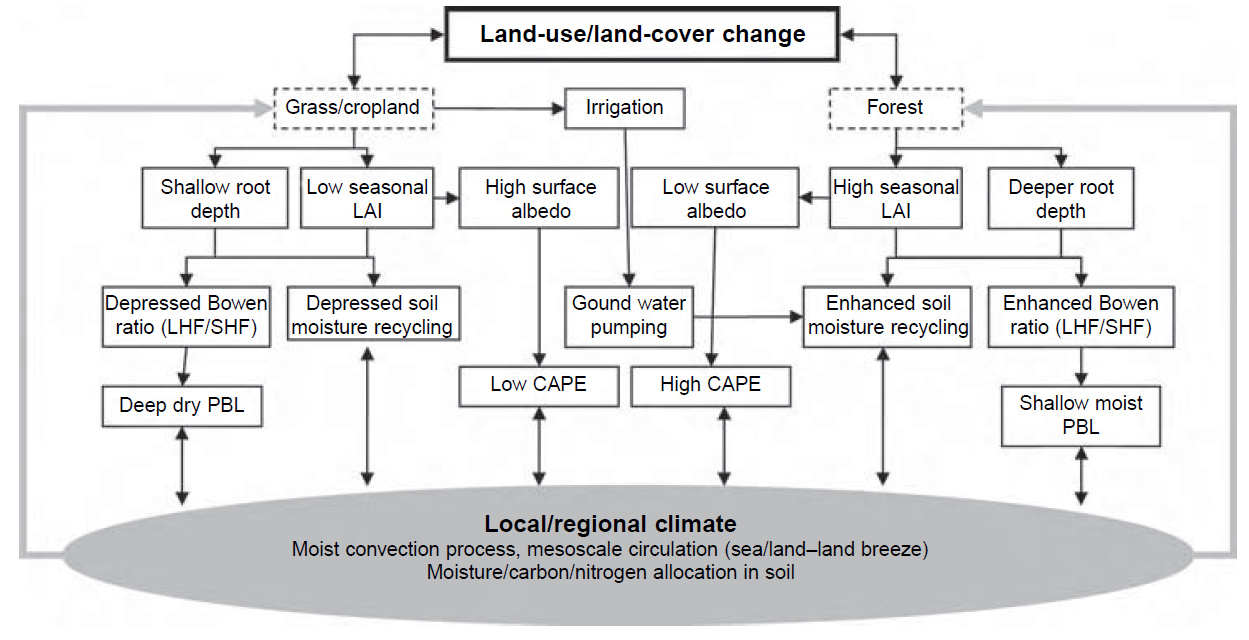 Land-use/land-cover change
Grass/cropland
Irrigation
Forest
Shallow root
depth
Low seasonal
LAI
High surface
albedo
Low surface
albedo
High seasonal
LAI
Deeper root
depth
Depressed Bowen
ratio (LHF/SHF)
Depressed soil
moisture recycling
Gound water
pumping
Enhanced soil
moisture recycling
Enhanced Bowen
ratio (LHF/SHF)
Deep dry PBL
Low CAPE
High CAPE
Shallow moist
PBL
Local/regional climate
Moist convection process, mesoscale circulation (sea/land–land breeze)
Moisture/carbon/nitrogen allocation in soil